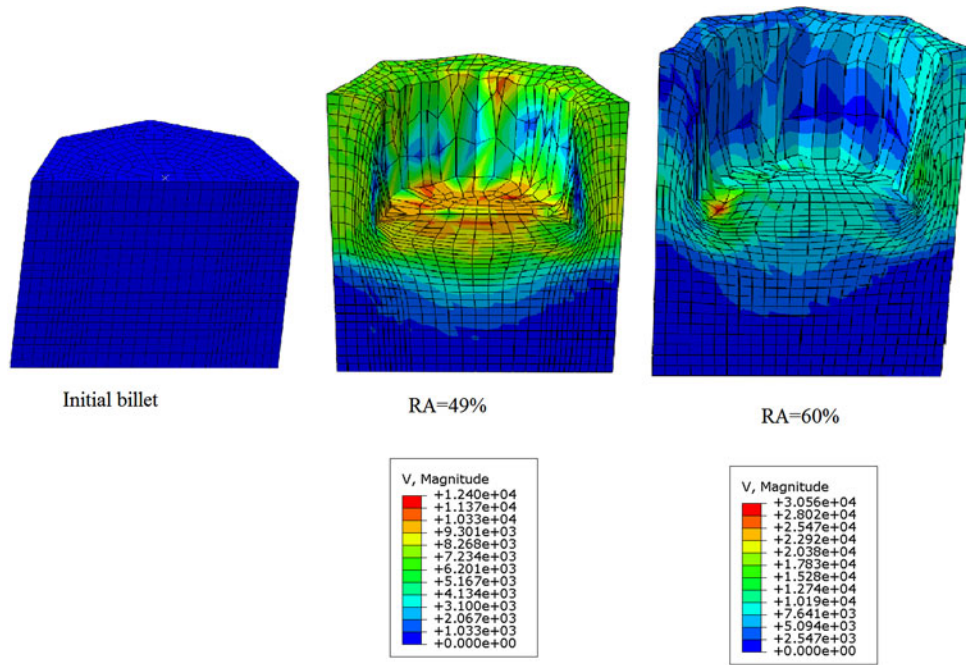 Initial billet
RA=49%
RA=60%
V, Magnitude
+1.240e+04
+1.137e+04
+1.033e+04
+9.301e+03
+8.268e+03
+7.234e+03
+6.201e+03
+5.167e+03
+4.134e+03
+3.100e+03
+2.067e+03
+1.033e+03
+0.000e+00
V, Magnitude
+3.056e+04
+2.802e+04
+2.547e+04
+2.292e+04
+2.038e+04
+1.783e+04
+1.528e+04
+1.274e+04
+1.019e+04
+7.641e+03
+5.094e+03
+2.547e+03
+0.000e+00